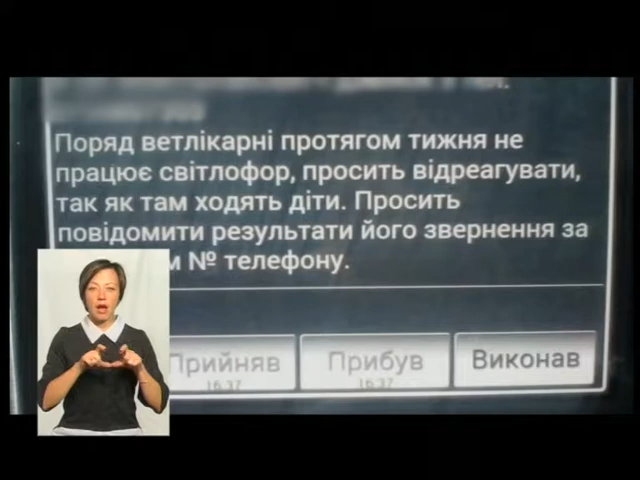 Поряд ветлікарні протягом тижня не
працює світлофор, просить відреагувати,
так як там ходять діти. Просить
повідомити результати його звернення за
№ телефону.
Прийняв
Прибув
Виконав
16:37
16:37